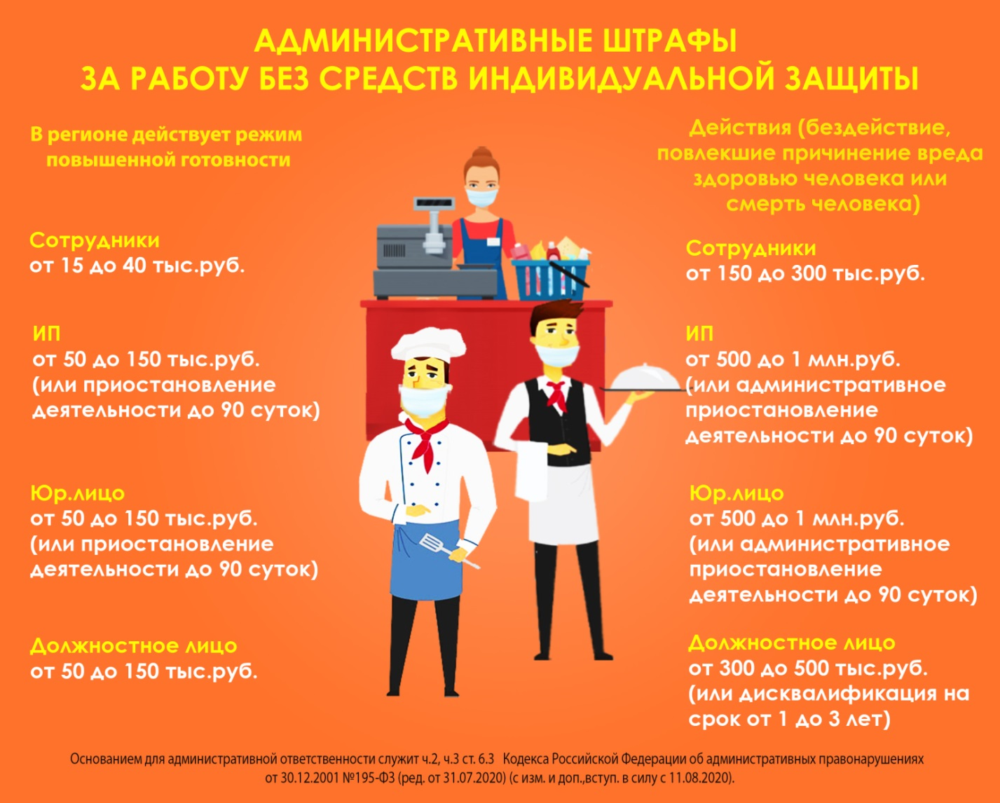 АДМИНИСТРАТИВНЫЕ ШТРАФЫ
ЗА РАБОТУ БЕЗ СРЕДСТВ ИНДИВИДУАЛЬНОЙ ЗАЩИТЫ
В регионе действует режим
повышенной готовности
Сотрудники
от 15 до 40 тыс.руб.
ИП
от 50 до 150 тыс.руб.
(или приостановление
деятельности до 90 суток)
Юр.лицо
от 50 до 150 тыс.руб.
(или приостановление
деятельности до 90 суток)
Должностное лицо
от 50 до 150 тыс.руб.
Действия (бездействие,
повлекшие причинение вреда
здоровью человека или
смерть человека)
Сотрудники
от 150 до 300 тыс.руб.
ИП
от 500 до 1 млн.руб.
(или административное
приостановление
деятельности до 90 суток)
Юр.лицо
от 500 до 1 млн.руб.
(или административное
приостановление
деятельности до 90 суток)
Должностное лицо
от 300 до 500 тыс.руб.
(или дисквалификация на
срок от 1 до 3 лет)
Основанием для административной ответственности служит ч.2, ч.3 ст. 6.3 Кодекса Российской Федерации об административных правонарушениях
от 30.12.2001 №195-ФЗ (ред. от 31.07.2020) (с изм. и доп.,вступ. в силу с 11.08.2020).